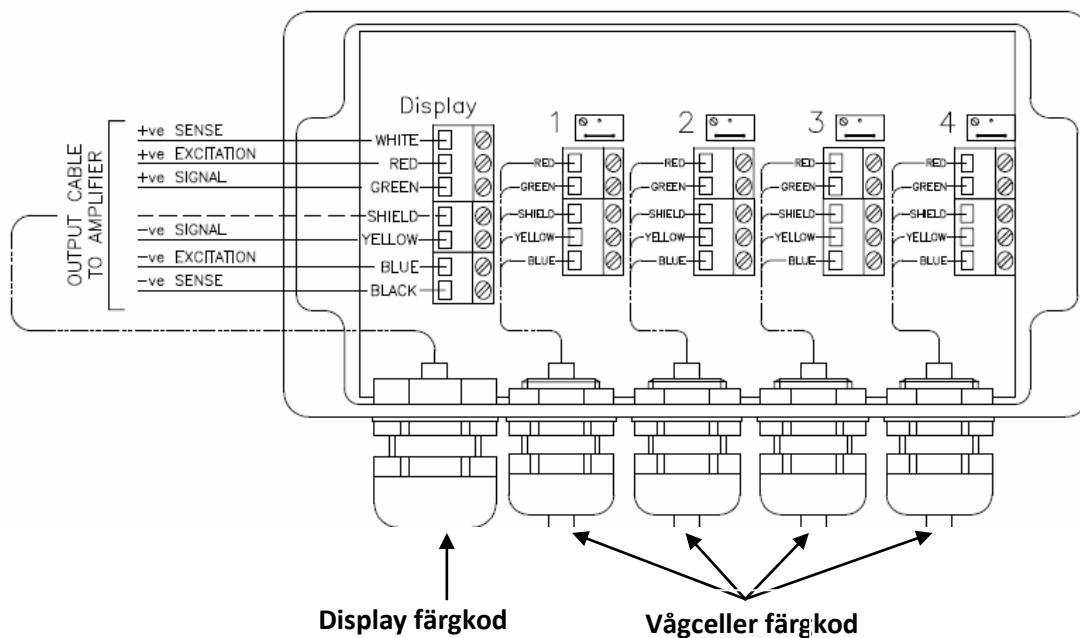 Display
1 2 3 4
OUTPUT CABLE
TO AMPLIFIER
+ve SENSE WHITE
+ve EXCITATION RED
+ve SIGNAL GREEN
SHIELD
-ve SIGNAL YELLOW
-ve EXCITATION BLUE
-ve SENSE BLACK
RED RED RED RED
GREEN GREEN GREEN GREEN
SHIELD SHIELD SHIELD SHIELD
YELLOW YELLOW YELLOW YELLOW
BLUE BLUE BLUE BLUE
Display färgkod Vågceller färgkod